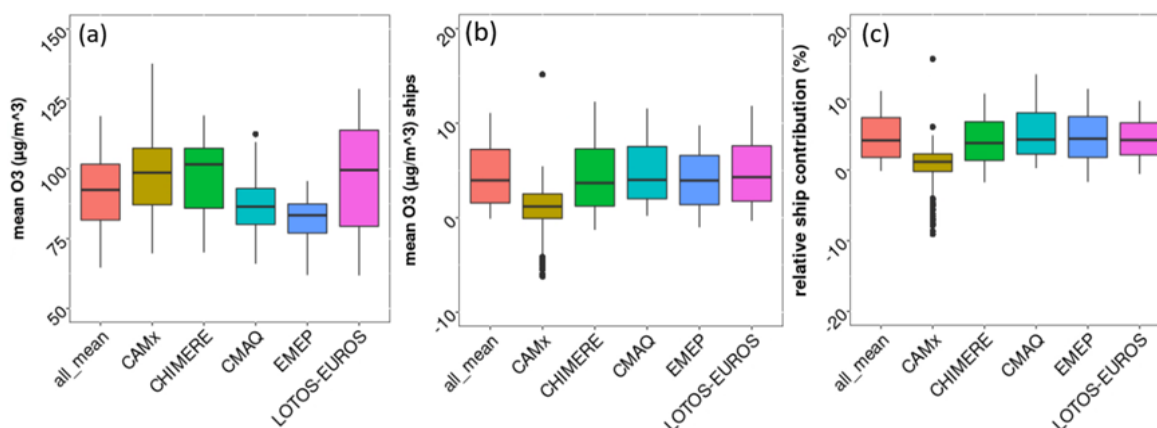 (a)
mean O3 (µg/m^3)
150
125
100
75
50
all_mean
CAMx
CHIMERE
CMAQ
EMEP
LOTOS-EUROS
(b)
mean O3 (µg/m^3) ships
20
10
0
-10
all_mean
CAMx
CHIMERE
CMAQ
EMEP
LOTOS-EUROS
(c)
relative ship contribution (%)
20
10
0
-10
-20
all_mean
CAMx
CHIMERE
CMAQ
EMEP
LOTOS-EUROS